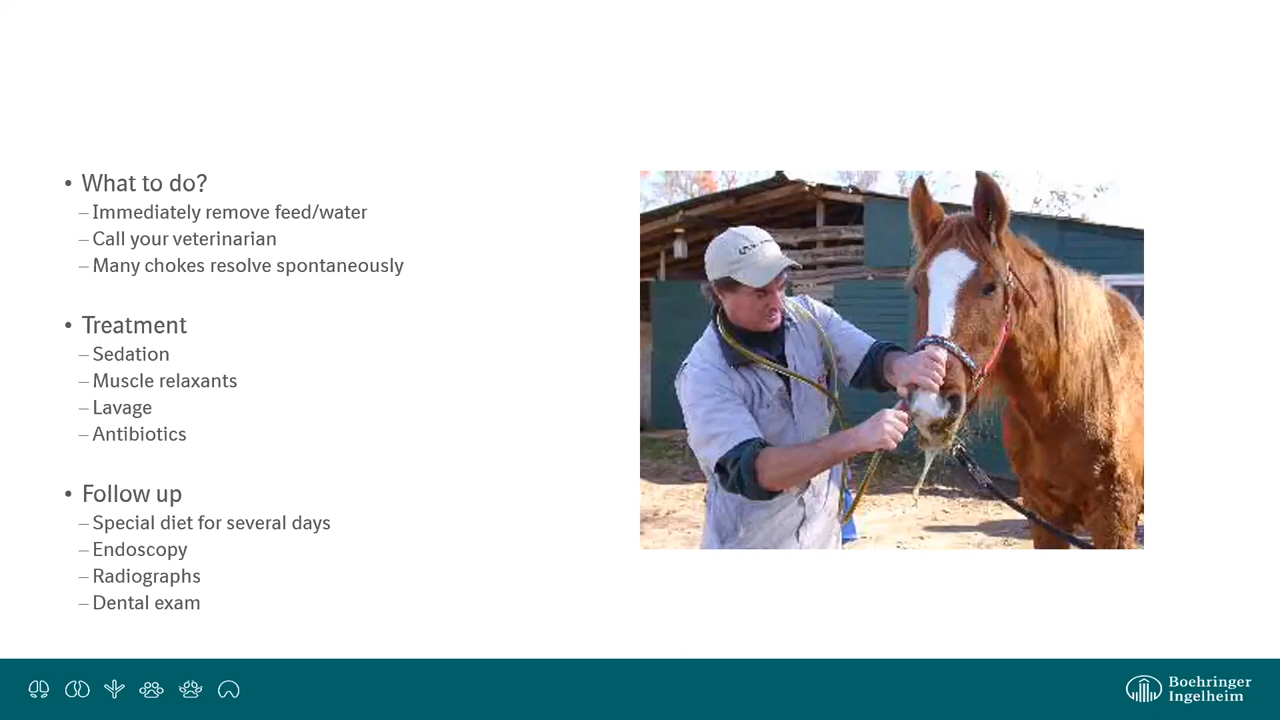 • What to do?
– Immediately remove feed/water
– Call your veterinarian
– Many chokes resolve spontaneously
• Treatment
– Sedation
– Muscle relaxants
– Lavage
– Antibiotics
• Follow up
– Special diet for several days
– Endoscopy
– Radiographs
– Dental exam
Boehringer
Ingelheim